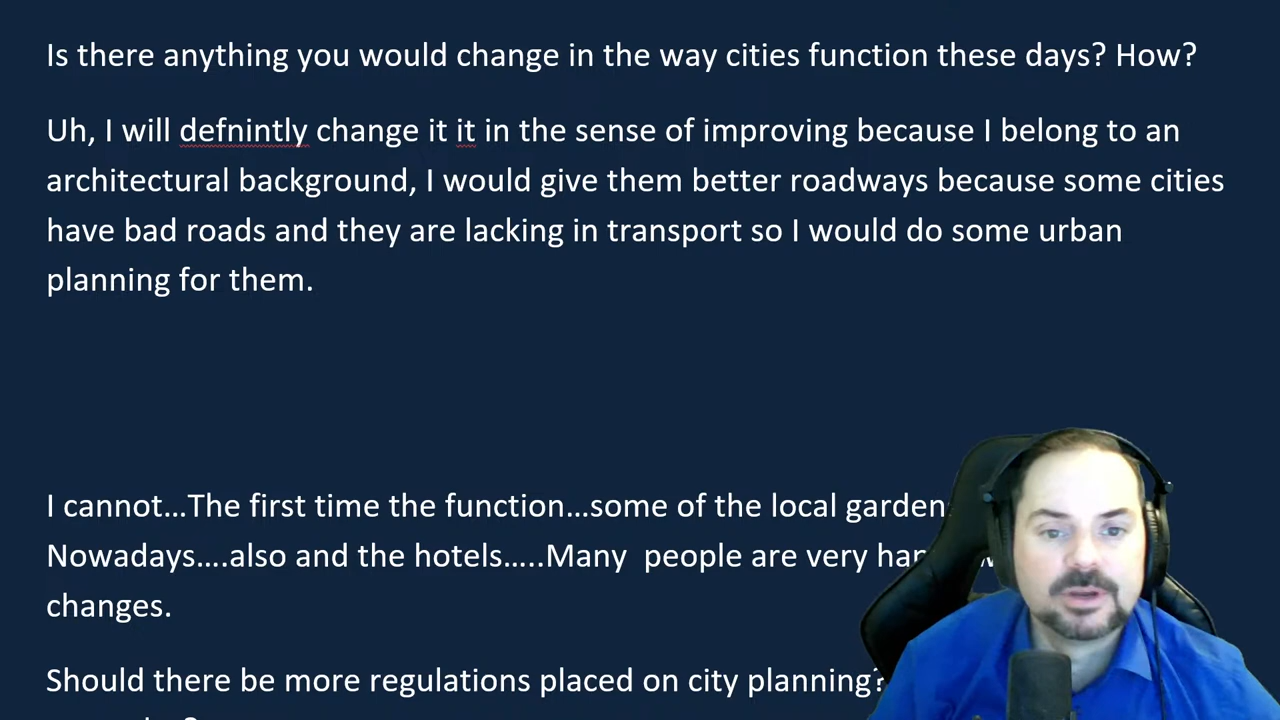 Is there anything you would change in the way cities function these days? How?
Uh, I will defnintly change it it in the sense of improving because I belong to an
architectural background, I would give them better roadways because some cities
have bad roads and they are lacking in transport so I would do some urban
planning for them.
I cannot…The first time the function…some of the local garden
Nowadays….also and the hotels…..Many  people are very
changes.
Should there be more regulations placed on city planning?